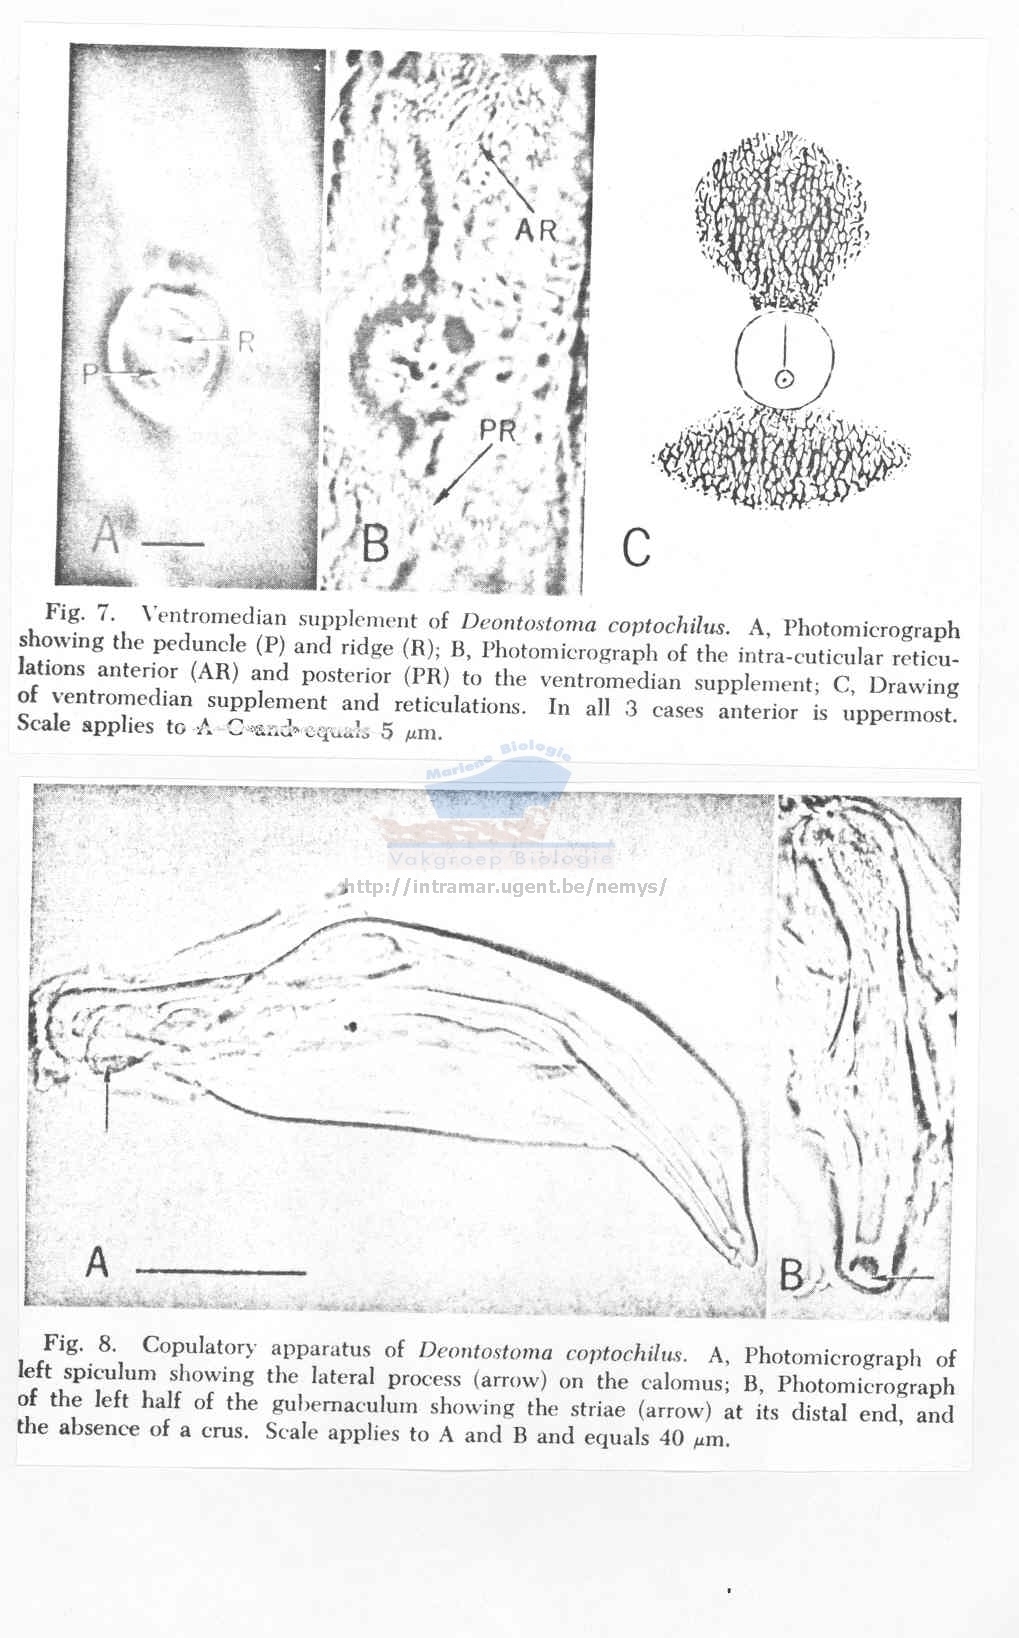 R
P
AR
PR
A
B
C
Fig. 7. Ventromedian supplement of Deontostoma coptochilus. A, Photomicrograph
showing the peduncle (P) and ridge (R); B, Photomicrograph of the intra-cuticular reticu-
lations anterior (AR) and posterior (PR) to the ventromedian supplement; C, Drawing
of ventromedian supplement and reticulations. In all 3 cases anterior is uppermost.
Scale applies to A–C and equals 5 μm.
Mariene Biologie
Vakgroep Biologie
http://intramar.ugent.be/nemys/
A
B
Fig. 8. Copulatory apparatus of Deontostoma coptochilus. A, Photomicrograph of
left spiculum showing the lateral process (arrow) on the calomus; B, Photomicrograph
of the left half of the gubernaculum showing the striae (arrow) at its distal end, and
the absence of a crus. Scale applies to A and B and equals 40 μm.